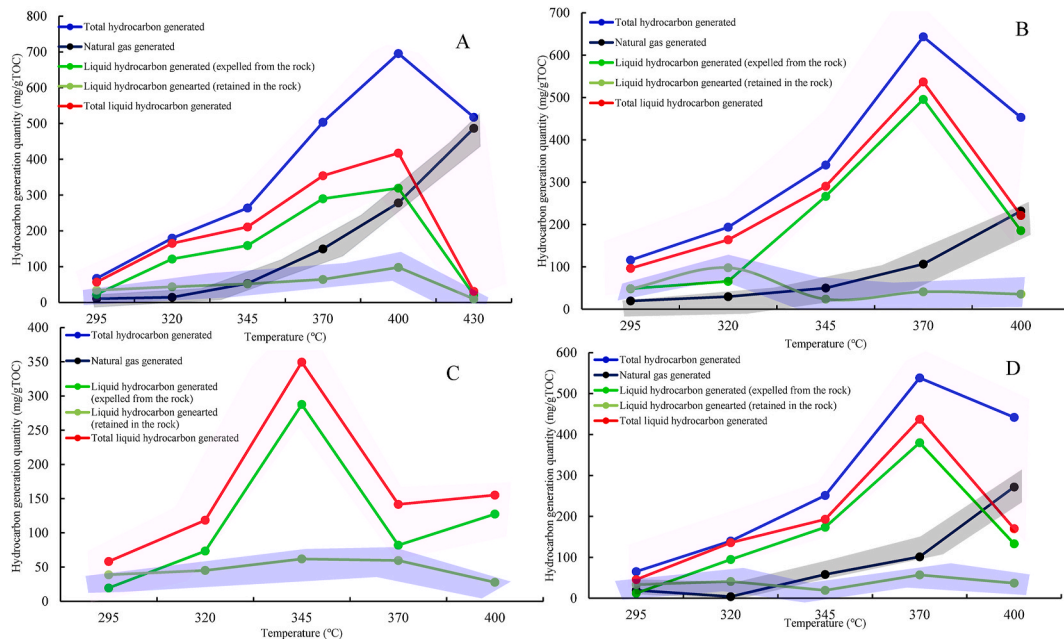 A
Hydrocarbon generation quantity (mg/gTOC)
800
700
600
500
400
300
200
100
0
Total hydrocarbon generated
Natural gas generated
Liquid hydrocarbon generated (expelled from the rock)
Liquid hydrocarbon genearted (retained in the rock)
Total liquid hydrocarbon generated
295 320 345 370 400 430
Temperature (℃)
B
Hydrocarbon generation quantity (mg/gTOC)
700
600
500
400
300
200
100
0
Total hydrocarbon generated
Natural gas generated
Liquid hydrocarbon generated (expelled from the rock)
Liquid hydrocarbon genearted (retained in the rock)
Total liquid hydrocarbon generated
295 320 345 370 400
Temperature (℃)
C
Hydrocarbon generation quantity (mg/gTOC)
400
350
300
250
200
150
100
50
0
Total hydrocarbon generated
Natural gas generated
Liquid hydrocarbon generated
(expelled from the rock)
Liquid hydrocarbon genearted
(retained in the rock)
Total liquid hydrocarbon generated
295 320 345 370 400
Temperature (℃)
D
Hydrocarbon generation quantity (mg/gTOC)
600
500
400
300
200
100
0
Total hydrocarbon generated
Natural gas generated
Liquid hydrocarbon generated (expelled from the rock)
Liquid hydrocarbon genearted (retained in the rock)
Total liquid hydrocarbon generated
295 320 345 370 400
Temperature (℃)